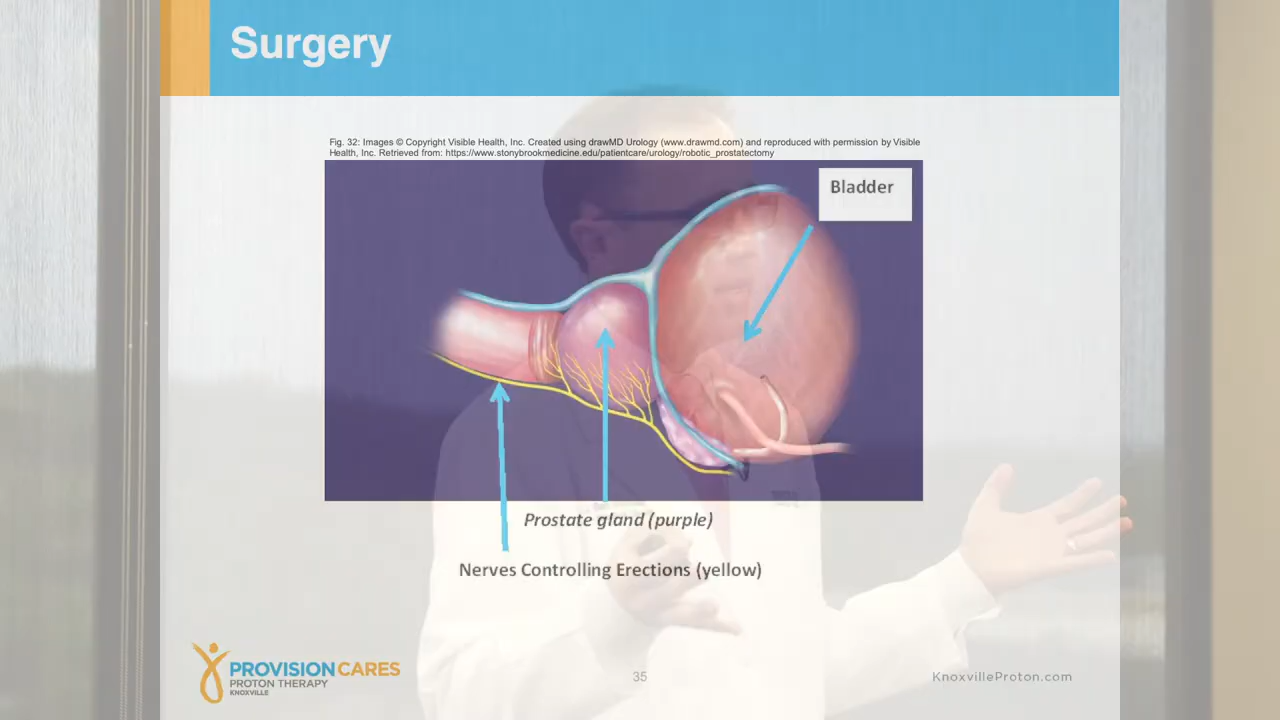 Surgery
Fig. 32: Images © Copyright Visible Health, Inc. Created using drawMD Urology (www.drawmd.com) and reproduced with permission by Visible
Health, Inc. Retrieved from: https://www.stonybrookmedicine.edu/patientcare/urology/robotic_prostatectomy
Bladder
Prostate gland (purple)
Nerves Controlling Erections (yellow)
PROVISION CARES
PROTON THERAPY
KNOXVILLE
35
KnoxvilleProton.com